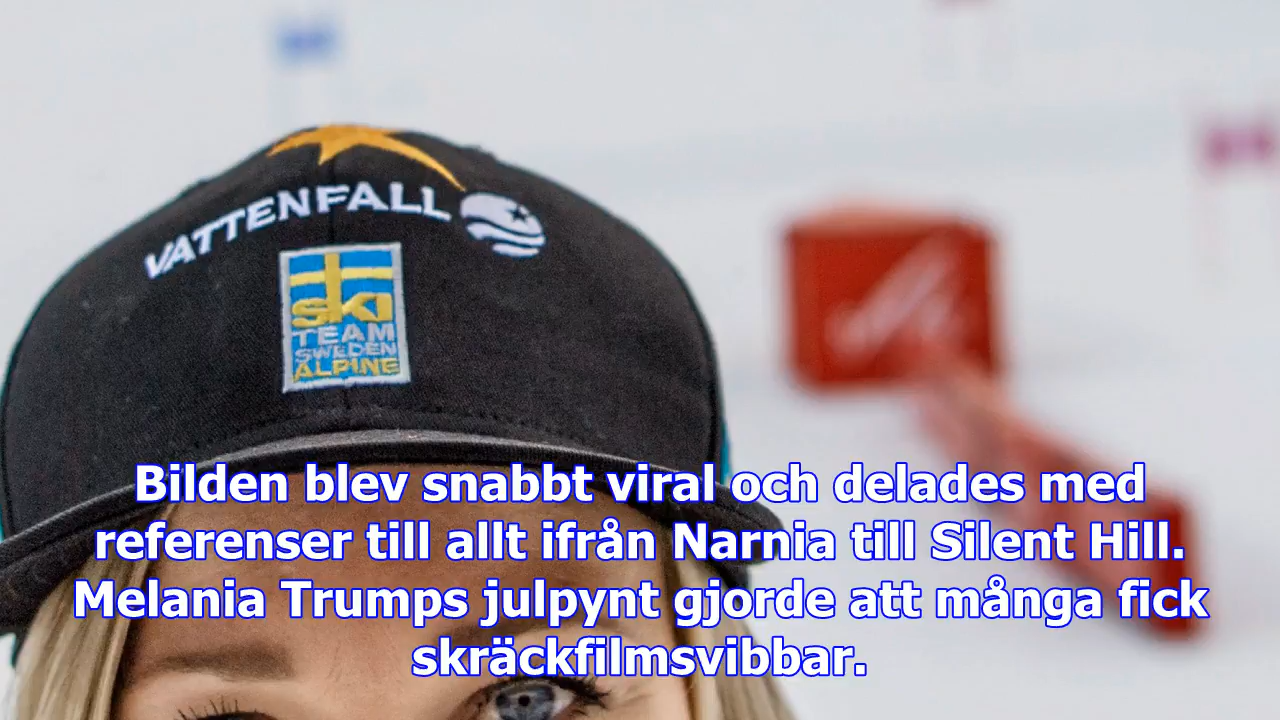 VATTENFALL
SKI
TEAM
SWEDEN
ALPINE
Bilden blev snabbt viral och delades med
referenser till allt ifrån Narnia till Silent Hill.
Melania Trumps julpynt gjorde att många fick
skräckfilmsvibbar.